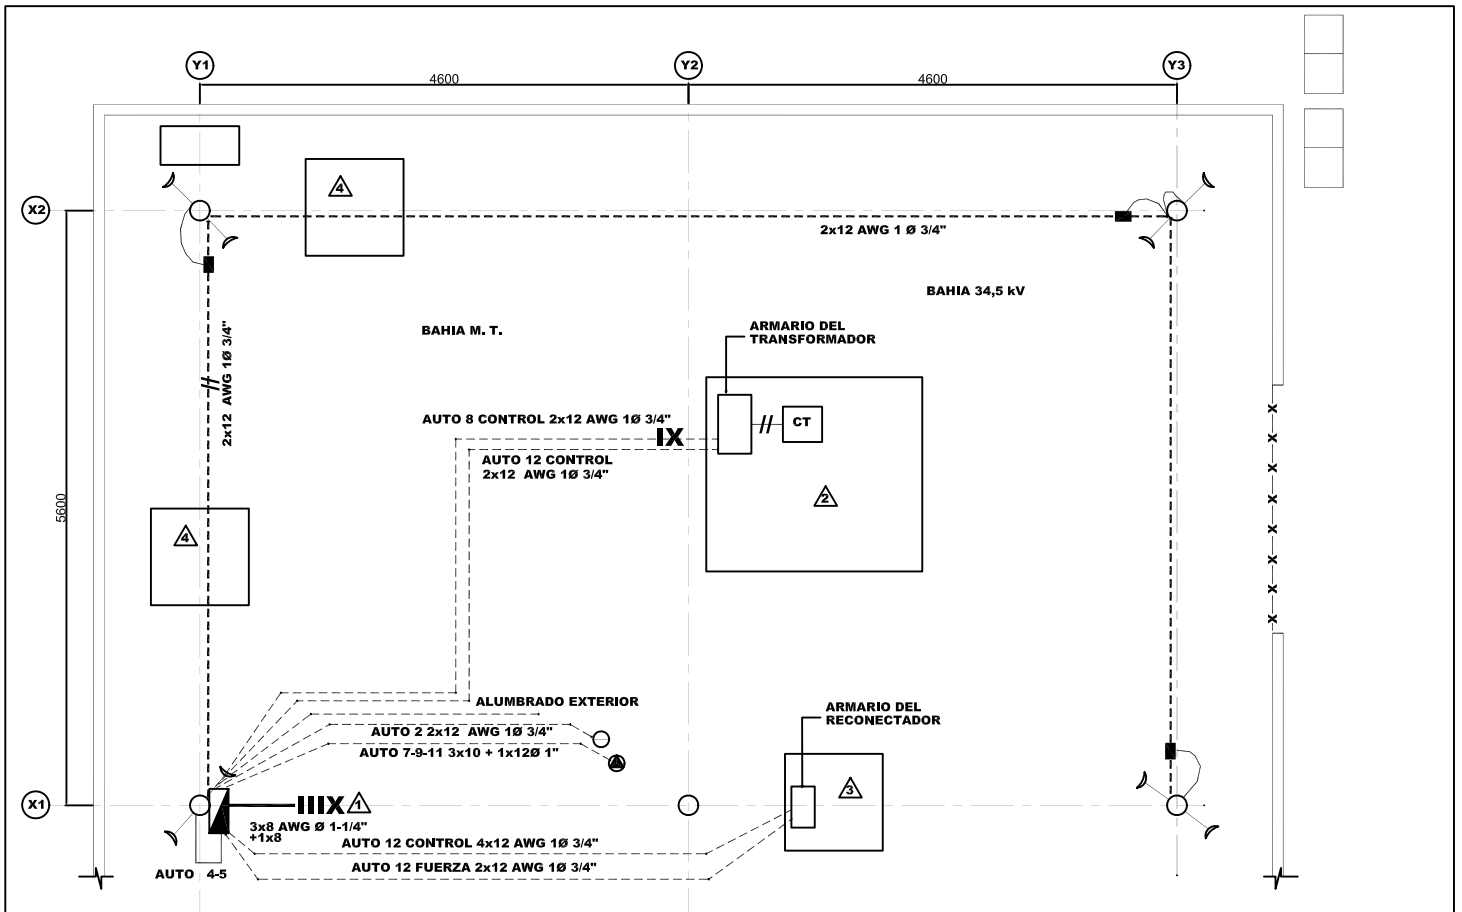 Y1
Y2
Y3
4600
4600
4
X2
2x12 AWG 1 Ø 3/4"
BAHIA 34,5 kV
BAHIA M. T.
ARMARIO DEL
TRANSFORMADOR
2x12 AWG 1Ø 3/4"
AUTO 8 CONTROL 2x12 AWG 1Ø 3/4"
IX
CT
AUTO 12 CONTROL
2x12 AWG 1Ø 3/4"
2
5600
4
X
X
X
X
X
X
X
X
ALUMBRADO EXTERIOR
ARMARIO DEL
RECONECTADOR
AUTO 2 2x12 AWG 1Ø 3/4"
AUTO 7-9-11 3x10 + 1x12Ø 1"
3
X1
IIIX
1
3x8 AWG Ø 1-1/4"
+1x8
AUTO 12 CONTROL 4x12 AWG 1Ø 3/4"
AUTO 12 FUERZA 2x12 AWG 1Ø 3/4"
AUTO 4-5